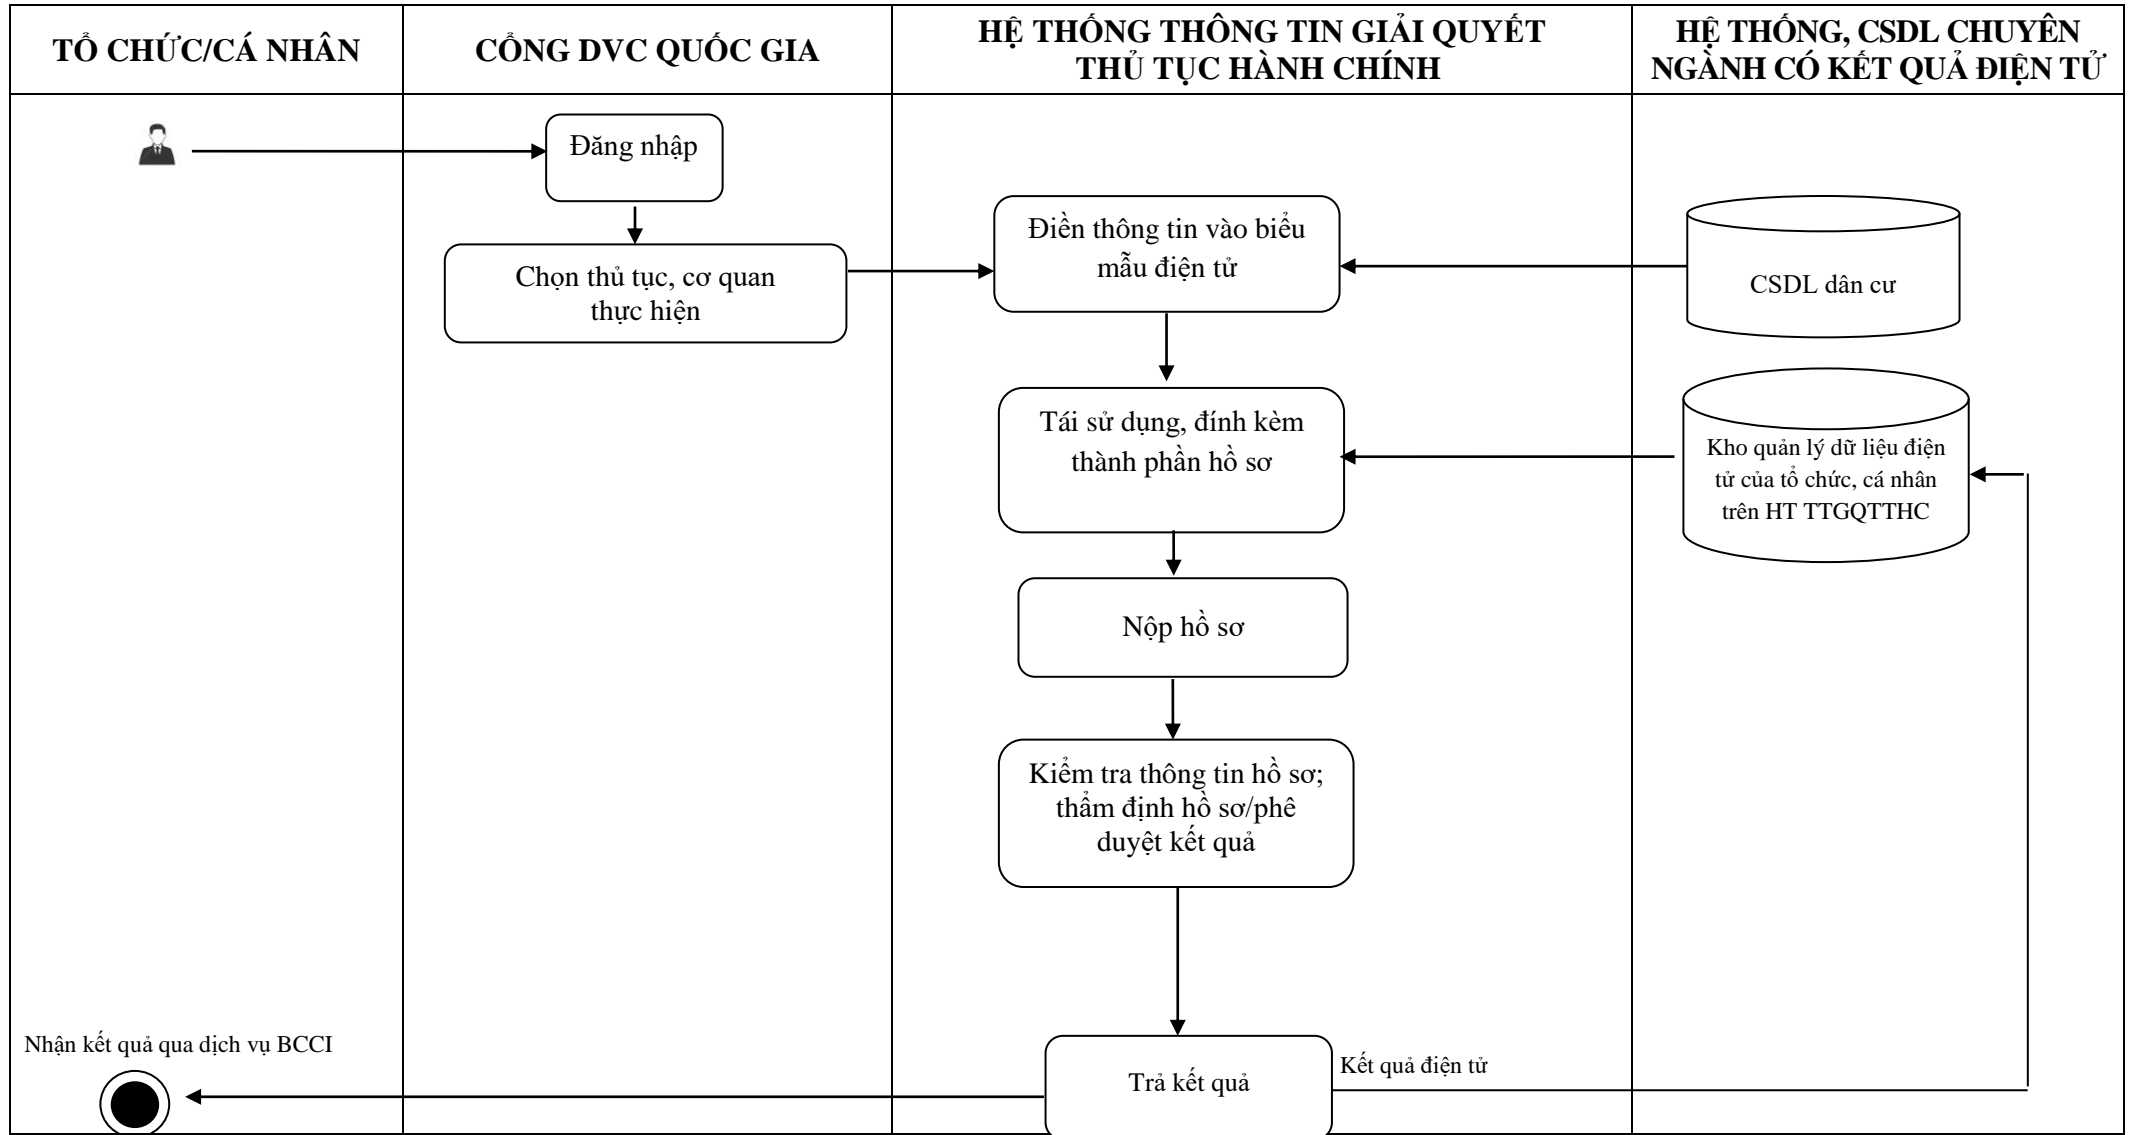 TỔ CHỨC/CÁ NHÂN
CỔNG DVC QUỐC GIA
HỆ THỐNG THÔNG TIN GIẢI QUYẾT
THỦ TỤC HÀNH CHÍNH
HỆ THỐNG, CSDL CHUYÊN
NGÀNH CÓ KẾT QUẢ ĐIỆN TỬ
Đăng nhập
Chọn thủ tục, cơ quan
thực hiện
Điền thông tin vào biểu
mẫu điện tử
CSDL dân cư
Tái sử dụng, đính kèm
thành phần hồ sơ
Kho quản lý dữ liệu điện
tử của tổ chức, cá nhân
trên HT TTGQTTHC
Nộp hồ sơ
Kiểm tra thông tin hồ sơ;
thẩm định hồ sơ/phê
duyệt kết quả
Nhận kết quả qua dịch vụ BCCI
Trả kết quả
Kết quả điện tử